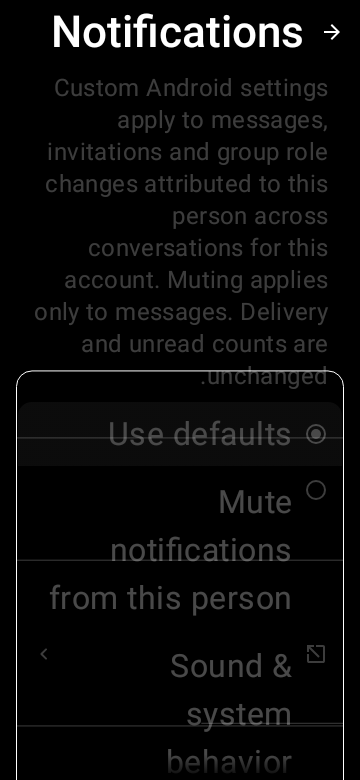 Notifications
Custom Android settings
apply to messages,
invitations and group role
changes attributed to this
person across
conversations for this
account. Muting applies
only to messages. Delivery
and unread counts are
.unchanged
Use defaults
Mute
notifications
from this person
Sound &
system
behavior